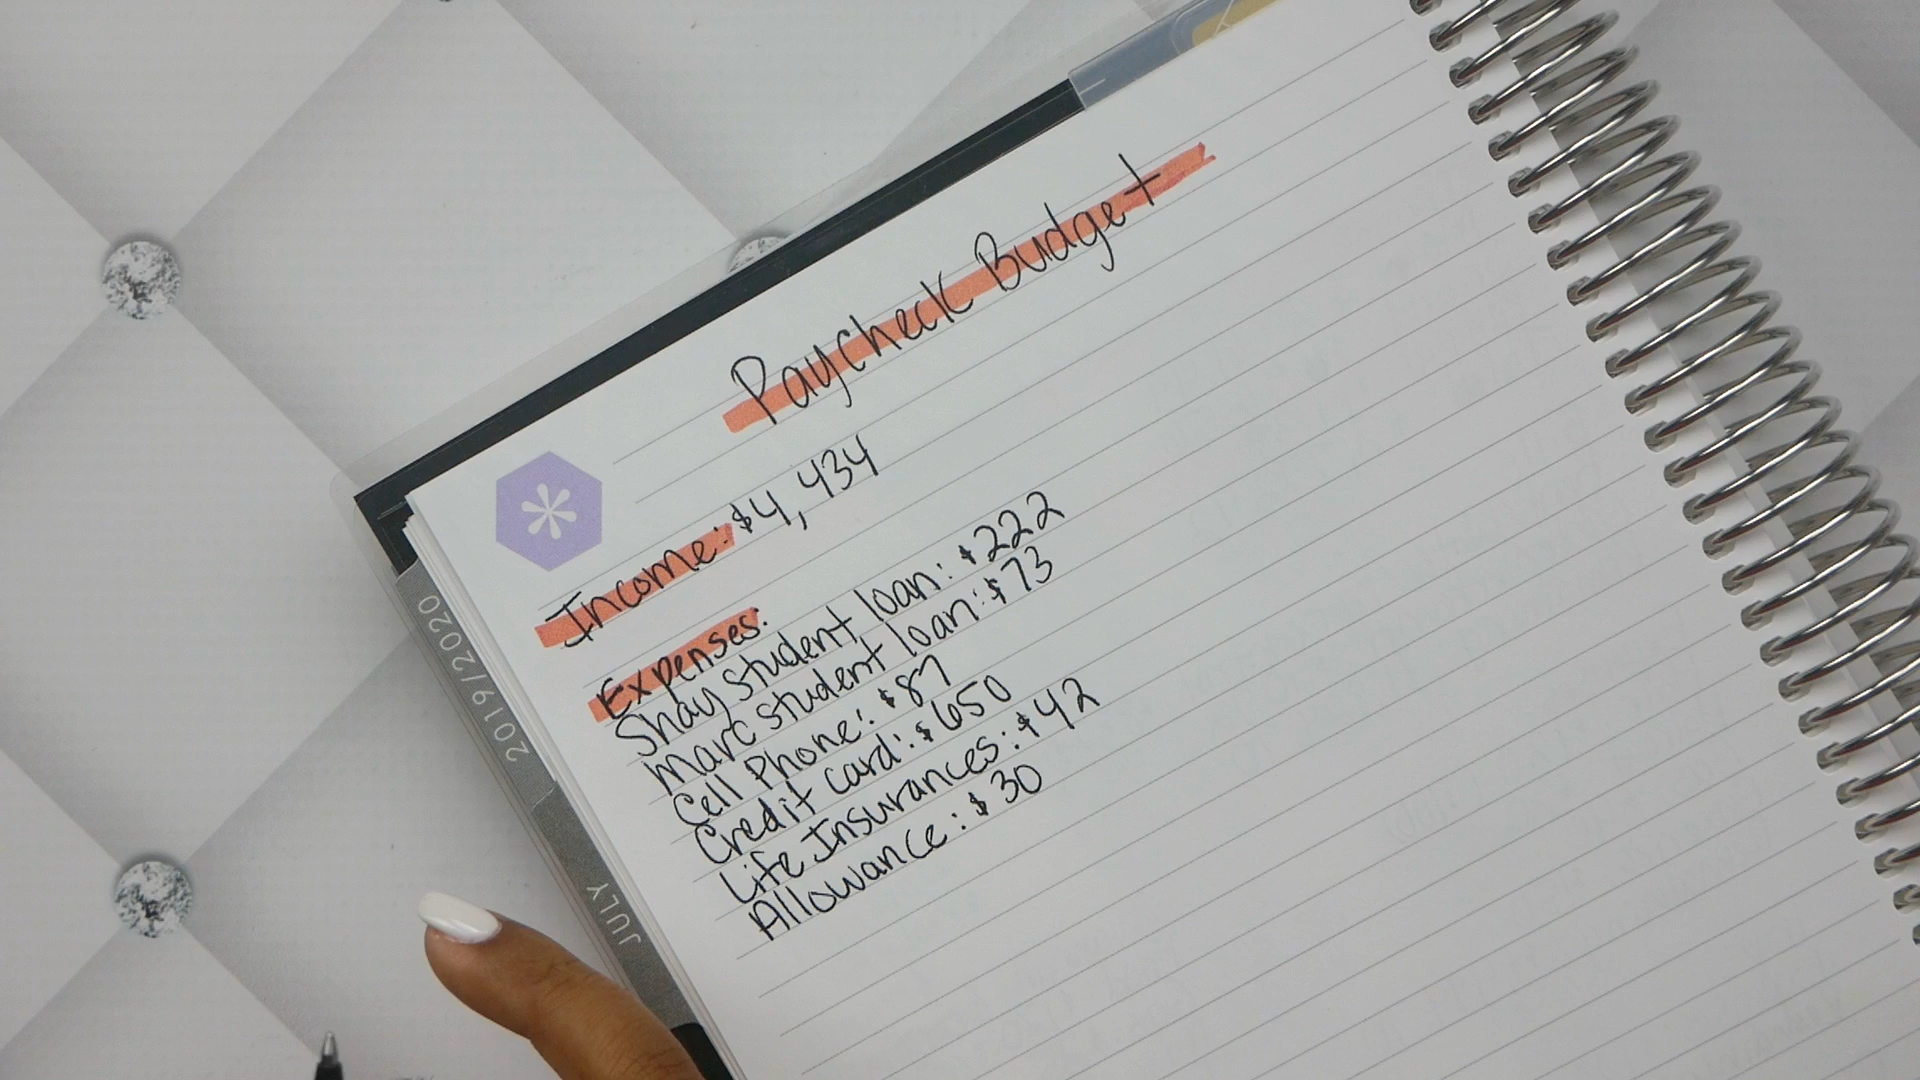 Paycheck Budget
Income: $4,434
Expenses:
Shay Student loan: $222
Marc student loan: $73
Cell Phone: $87
Credit card: $650
Life Insurances: $42
Allowance: $30
2019/2020
JULY